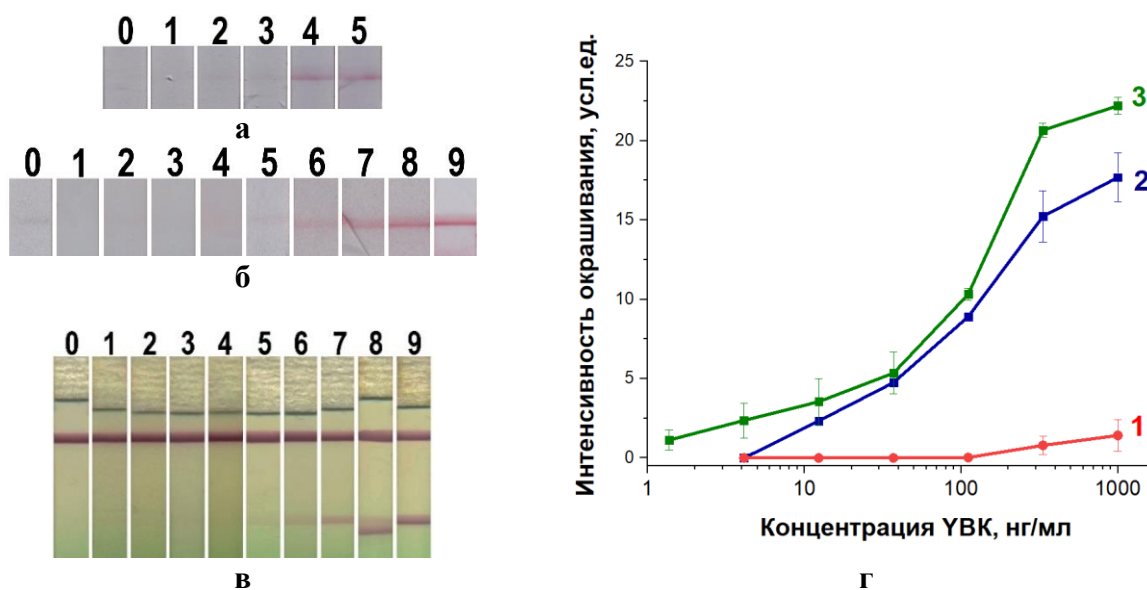 0 1 2 3 4 5
а
0 1 2 3 4 5 6 7 8 9
б
0 1 2 3 4 5 6 7 8 9
в
Интенсивность окрашивания, усл.ед.
25
20
15
10
5
0
1 10 100 1000
3
2
1
Концентрация YВК, нг/мл
г